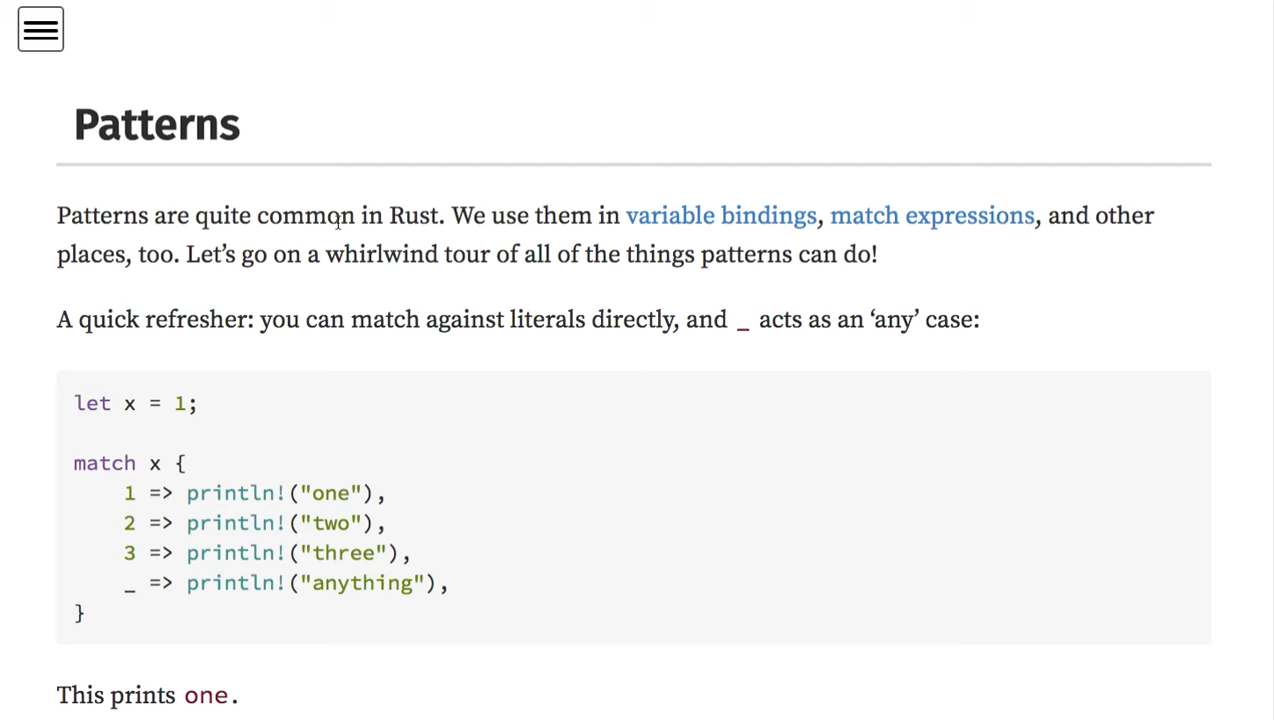 Patterns
Patterns are quite common in Rust. We use them in variable bindings, match expressions, and other
places, too. Let’s go on a whirlwind tour of all of the things patterns can do!
A quick refresher: you can match against literals directly, and _ acts as an ‘any’ case:
let x = 1;
match x {
    1 => println!("one"),
    2 => println!("two"),
    3 => println!("three"),
    _ => println!("anything"),
}
This prints one.